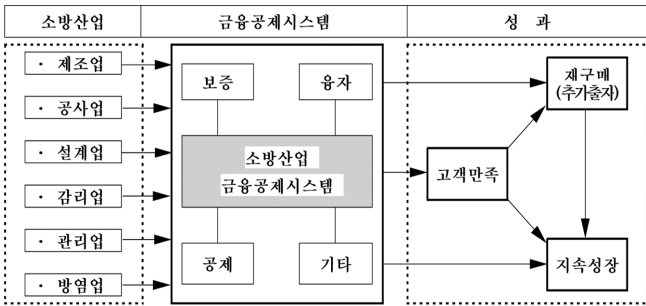 소방산업
금융공제시스템
성 과
· 제조업
· 공사업
· 설계업
· 감리업
· 관리업
· 방염업
보증
융자
소방산업
금융공제시스템
공제
기타
고객만족
재구매
(추가출자)
지속성장